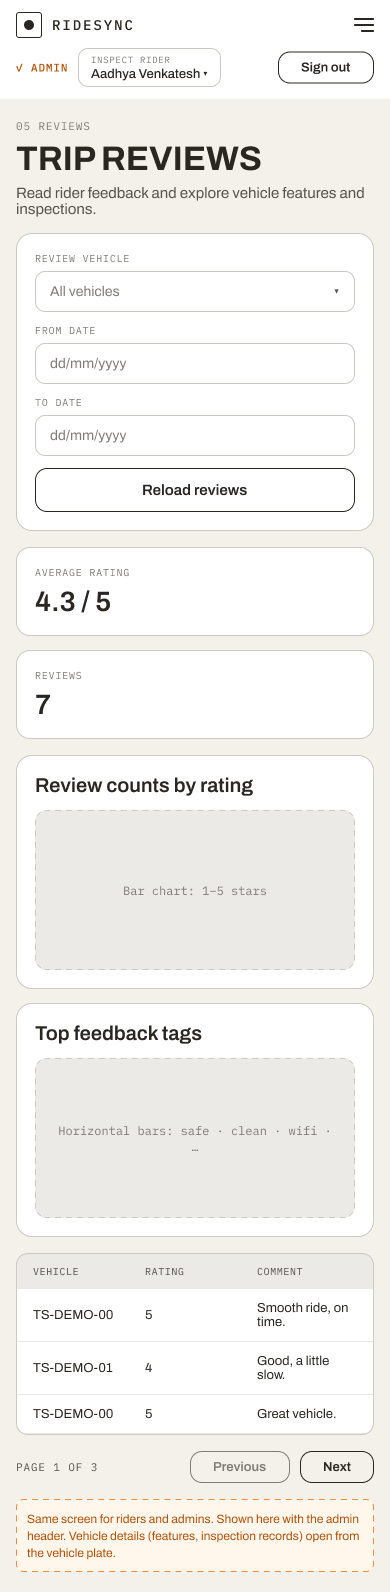 RIDESYNC
√ ADMIN
INSPECT RIDER
Aadhya Venkatesh ▾
Sign out
05 REVIEWS
TRIP REVIEWS
Read rider feedback and explore vehicle features and
inspections.
REVIEW VEHICLE
All vehicles ▾
FROM DATE
dd/mm/yyyy
TO DATE
dd/mm/yyyy
Reload reviews
AVERAGE RATING
4.3 / 5
REVIEWS
7
Review counts by rating
Bar chart: 1–5 stars
Top feedback tags
Horizontal bars: safe · clean · wifi ·
…
VEHICLE RATING COMMENT
TS-DEMO-00 5 Smooth ride, on
time.
TS-DEMO-01 4 Good, a little
slow.
TS-DEMO-00 5 Great vehicle.
PAGE 1 OF 3 Previous Next
Same screen for riders and admins. Shown here with the admin
header. Vehicle details (features, inspection records) open from
the vehicle plate.